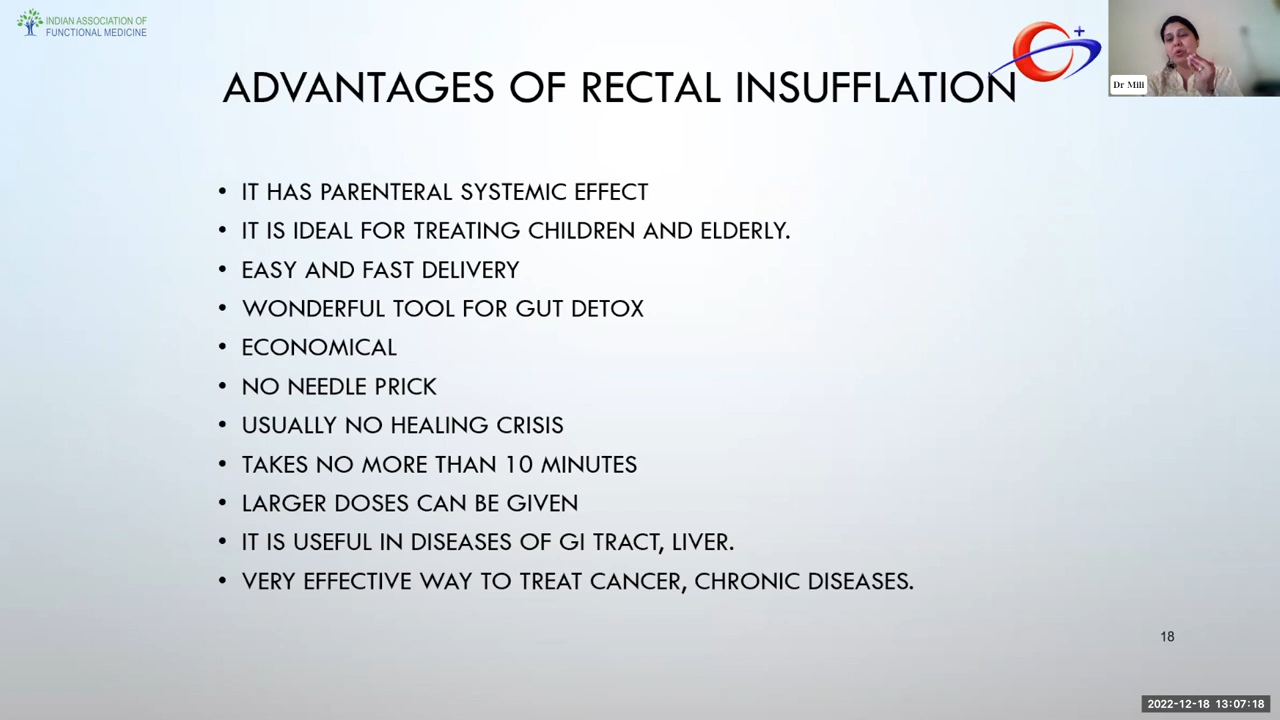 INDIAN ASSOCIATION OF
FUNCTIONAL MEDICINE
Dr Mili
ADVANTAGES OF RECTAL INSUFFLATION
• IT HAS PARENTERAL SYSTEMIC EFFECT
• IT IS IDEAL FOR TREATING CHILDREN AND ELDERLY.
• EASY AND FAST DELIVERY
• WONDERFUL TOOL FOR GUT DETOX
• ECONOMICAL
• NO NEEDLE PRICK
• USUALLY NO HEALING CRISIS
• TAKES NO MORE THAN 10 MINUTES
• LARGER DOSES CAN BE GIVEN
• IT IS USEFUL IN DISEASES OF GI TRACT, LIVER.
• VERY EFFECTIVE WAY TO TREAT CANCER, CHRONIC DISEASES.
18
2022-12-18 13:07:18